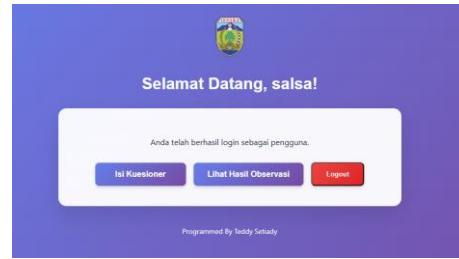 Selamat Datang, salsa!
Anda telah berhasil login sebagai pengguna.
Isi Kuesioner
Lihat Hasil Observasi
Logout
Programmed By Teddy Setiady